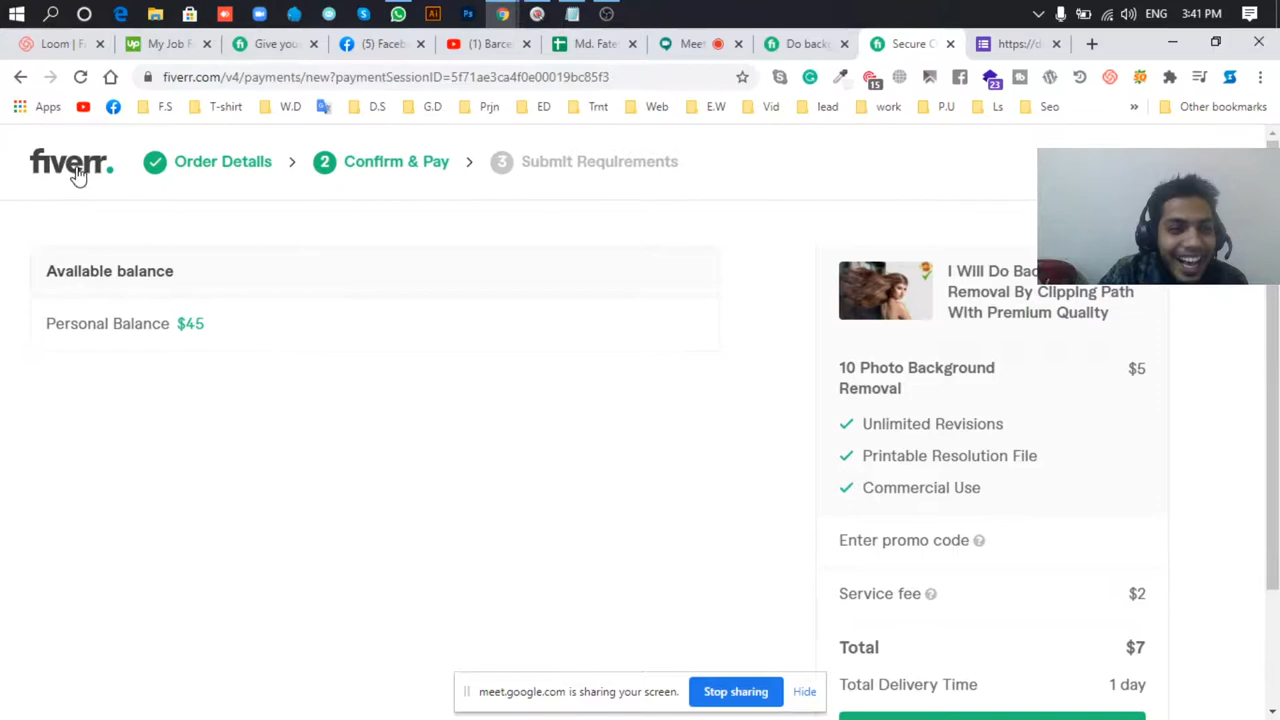 ENG
3:41 PM
Loom | F
My Job F
Give you
(5) Faceb
(1) Barce
Md. Fate
Meet
Do back
Secure C
https://d
fiverr.com/v4/payments/new?paymentSessionID=5f71ae3ca4f0e00019bc85f3
15
23
Apps
F.S
T-shirt
W.D
D.S
G.D
Prjn
ED
Trnt
Web
E.W
Vid
lead
work
P.U
Ls
Seo
»
Other bookmarks
fiverr.
Order Details
2
Confirm & Pay
3
Submit Requirements
Available balance
Personal Balance $45
I Will Do Bac
Removal By Clipping Path
With Premium Quality
10 Photo Background
Removal
$5
Unlimited Revisions
Printable Resolution File
Commercial Use
Enter promo code ?
Service fee ?
$2
Total
$7
Total Delivery Time
1 day
meet.google.com is sharing your screen.
Stop sharing
Hide